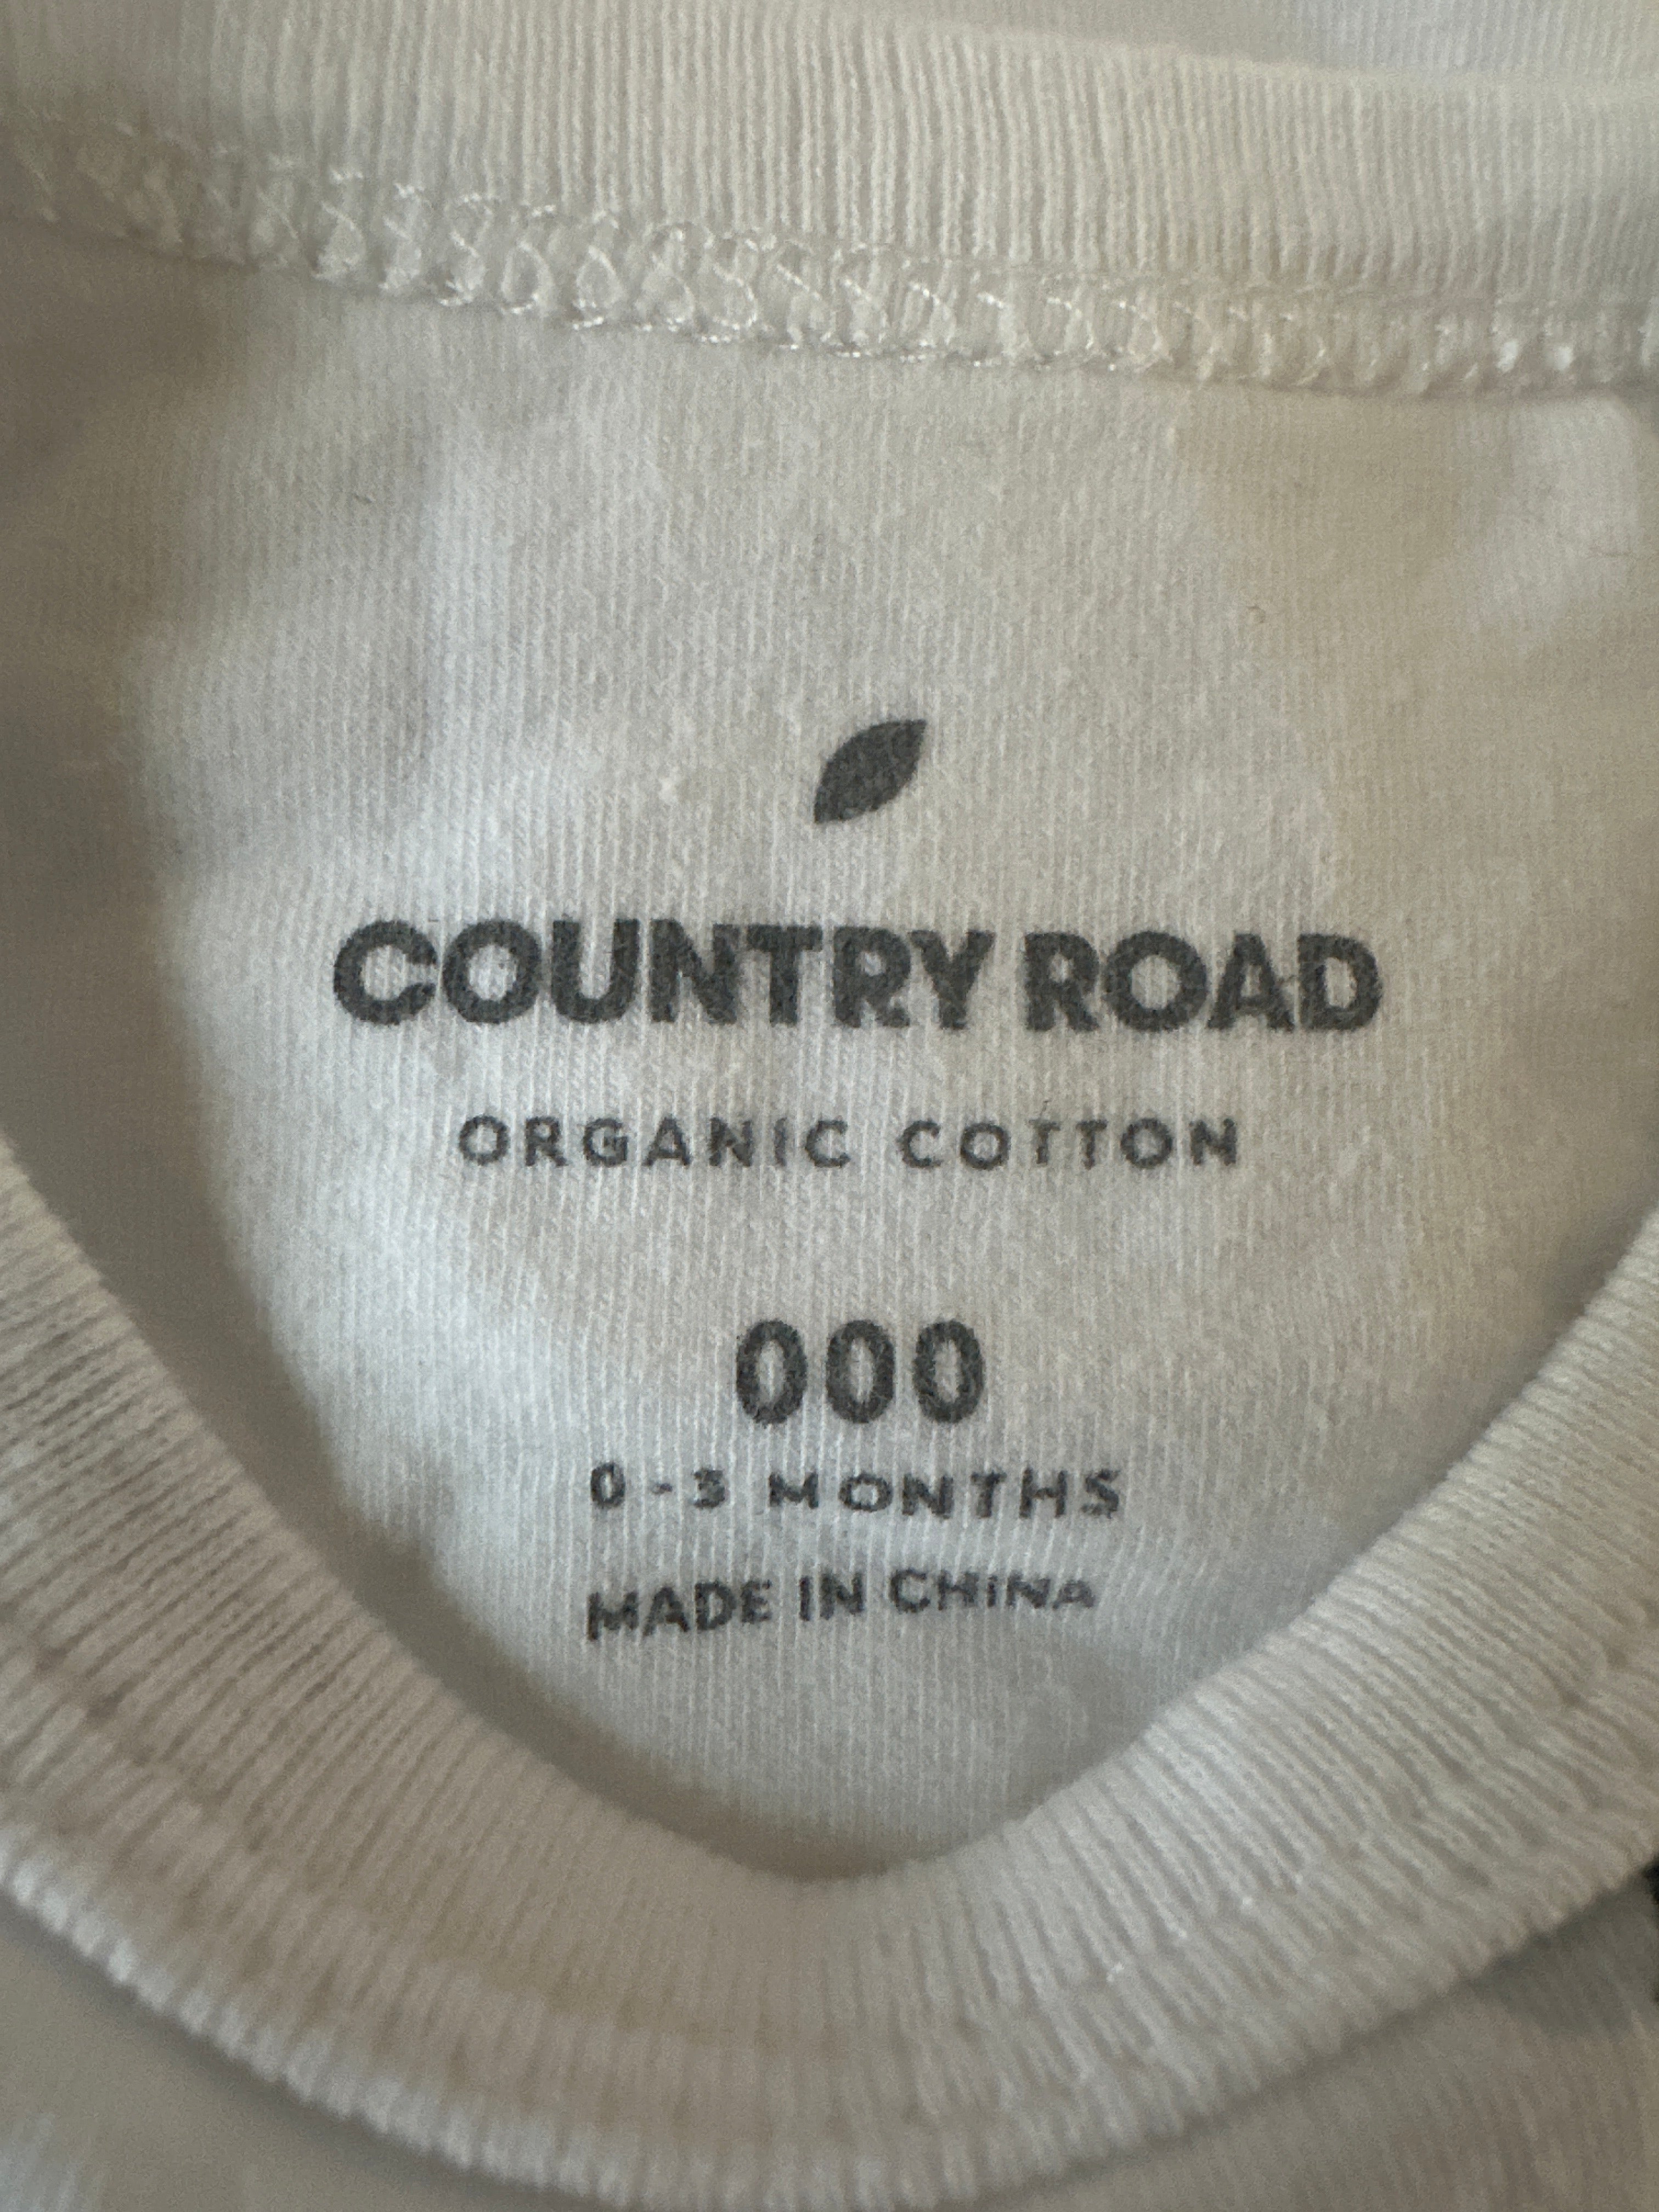 COUNTRY ROAD
ORGANIC COTTON
000
0-3 MONTHS
MADE IN CHINA